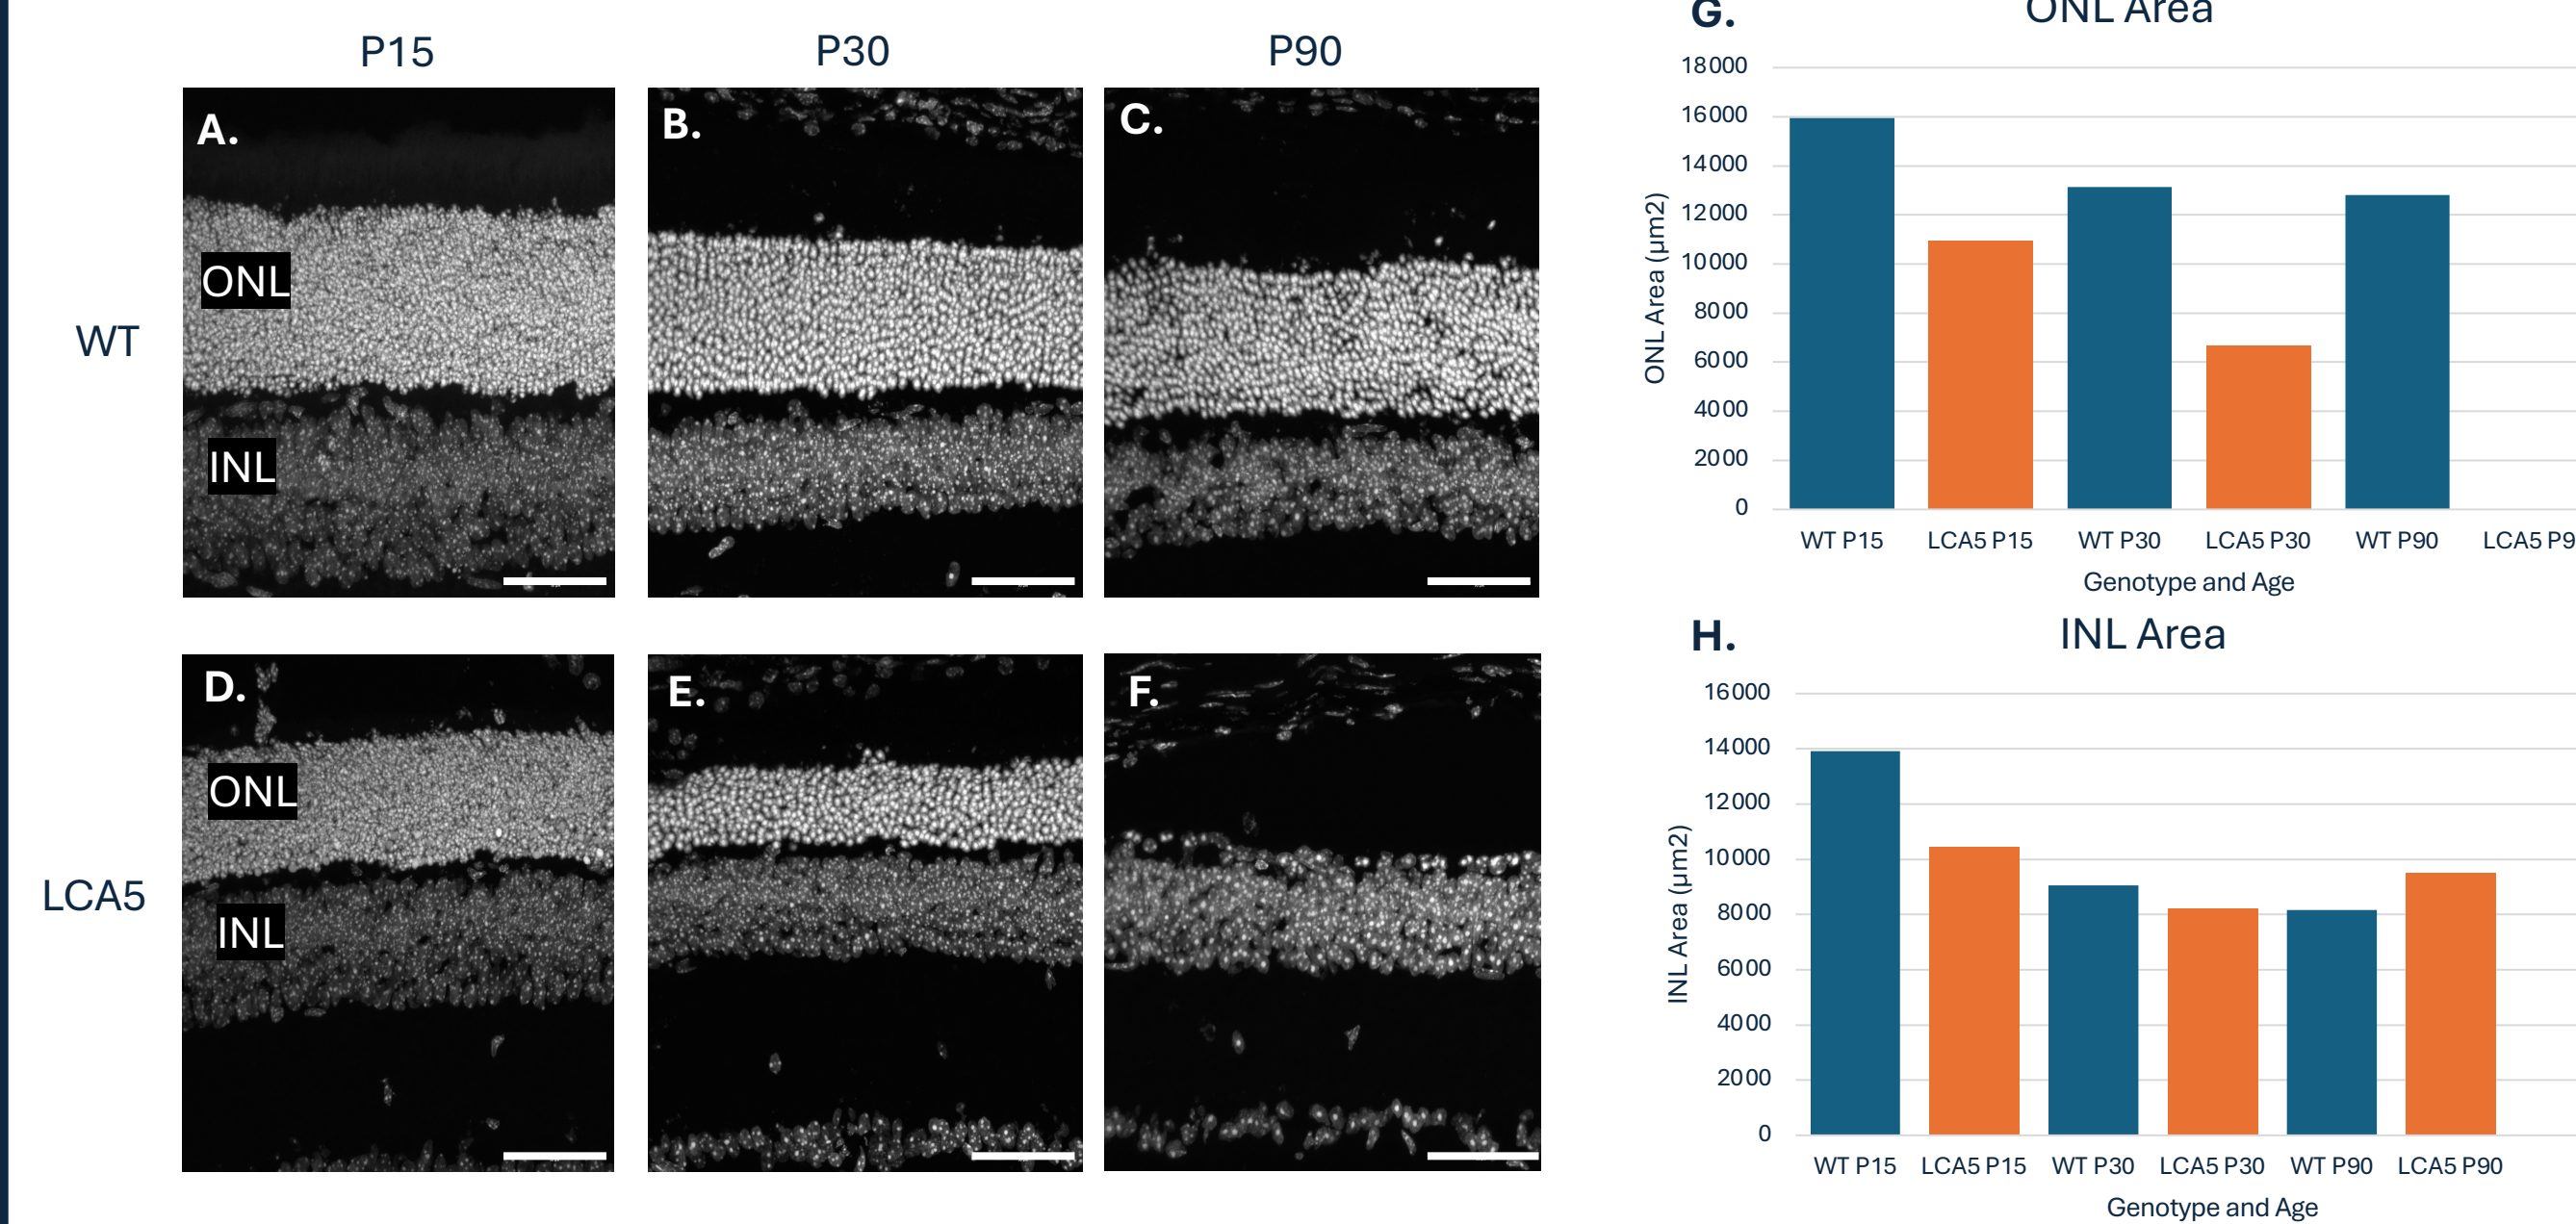 P15 P30 P90
WT
LCA5
A.
ONL
INL
B.
C.
D.
ONL
INL
E.
F.
G.
ONL Area
18000
16000
14000
12000
10000
8000
6000
4000
2000
0
ONL Area (µm2)
WT P15 LCA5 P15 WT P30 LCA5 P30 WT P90 LCA5 P9
Genotype and Age
H.
INL Area
16000
14000
12000
10000
8000
6000
4000
2000
0
INL Area (µm2)
WT P15 LCA5 P15 WT P30 LCA5 P30 WT P90 LCA5 P90
Genotype and Age